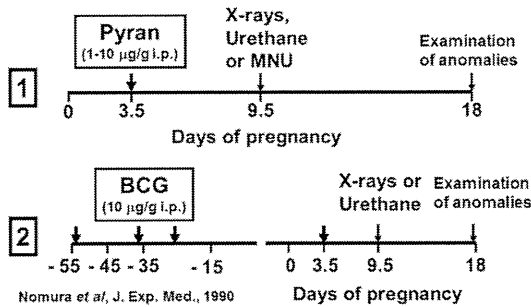 Pyran
(1-10 µg/g i.p.)
X-rays,
Urethane
or MNU
Examination
of anomalies
1
0 3.5 9.5 18
Days of pregnancy
BCG
(10 µg/g i.p.)
X-rays or
Urethane
Examination
of anomalies
2
- 55 - 45 - 35 - 15 0 3.5 9.5 18
Nomura et al, J. Exp. Med., 1990
Days of pregnancy